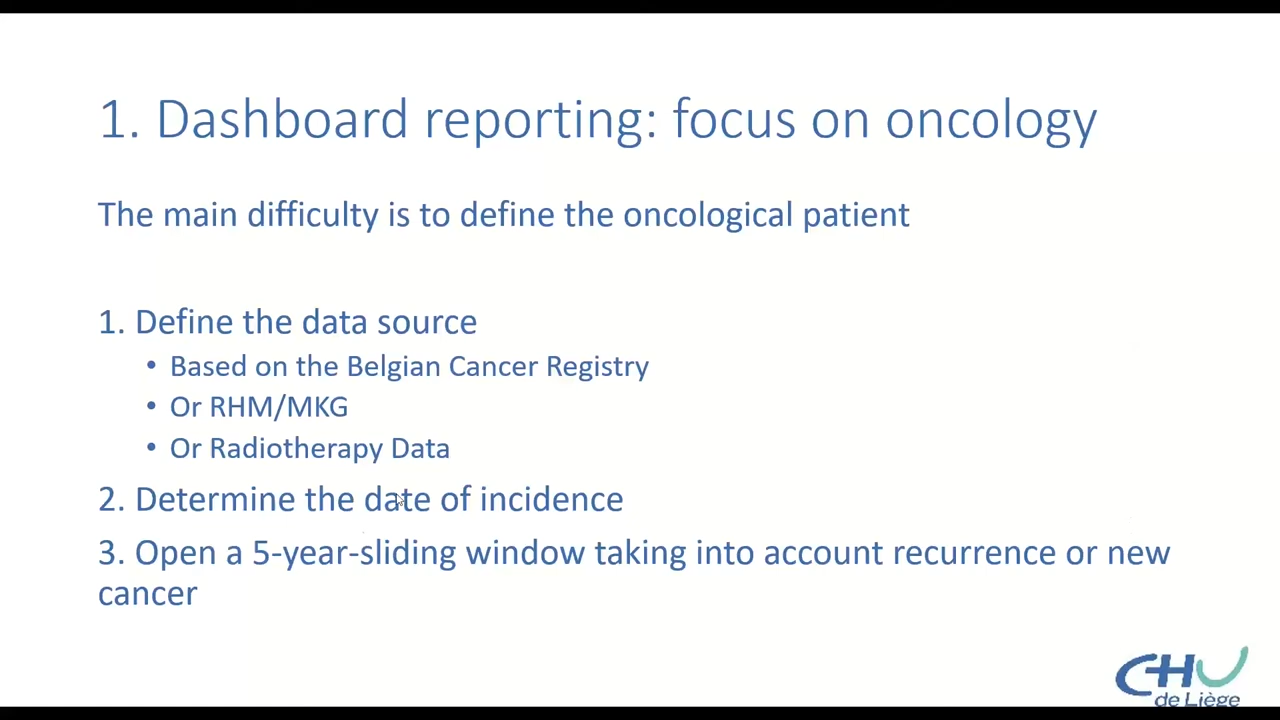 1. Dashboard reporting: focus on oncology
The main difficulty is to define the oncological patient
1. Define the data source
• Based on the Belgian Cancer Registry
• Or RHM/MKG
• Or Radiotherapy Data
2. Determine the date of incidence
3. Open a 5-year-sliding window taking into account recurrence or new
cancer
CHU
de Liège